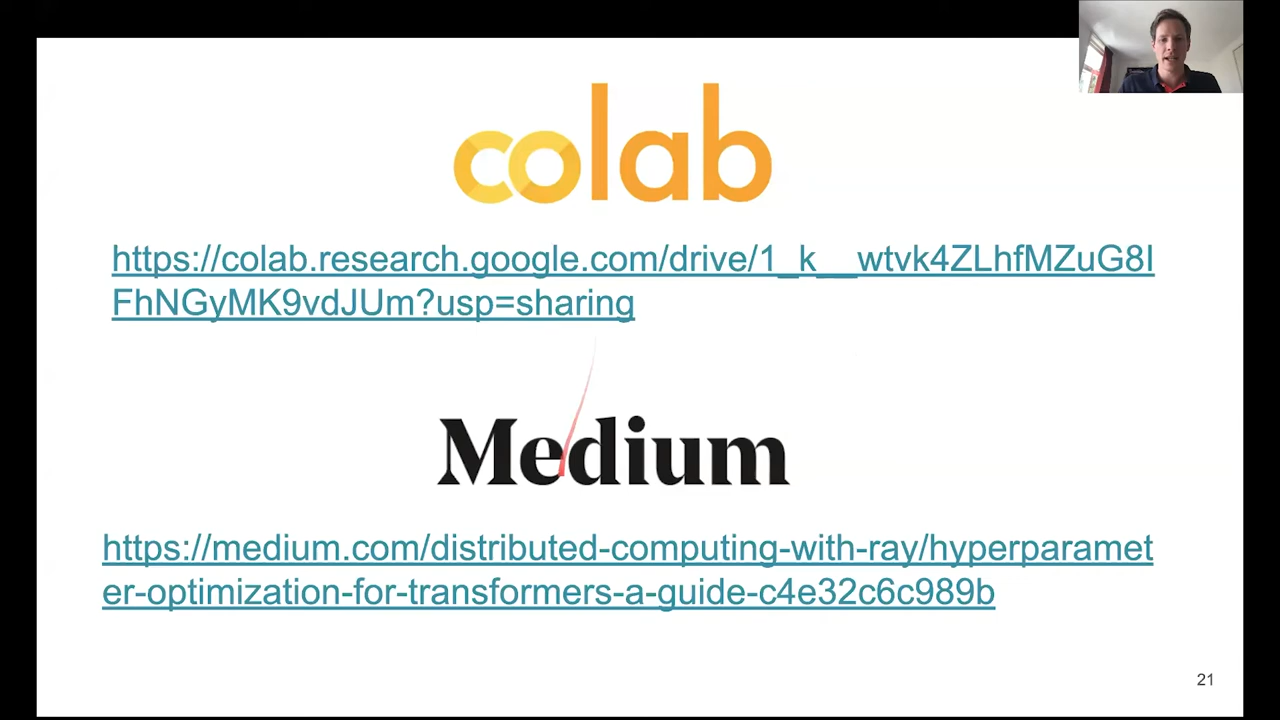 colab
https://colab.research.google.com/drive/1_k__wtvk4ZLhfMZuG8I
FhNGyMK9vdJUm?usp=sharing
Medium
https://medium.com/distributed-computing-with-ray/hyperparamet
er-optimization-for-transformers-a-guide-c4e32c6c989b
21